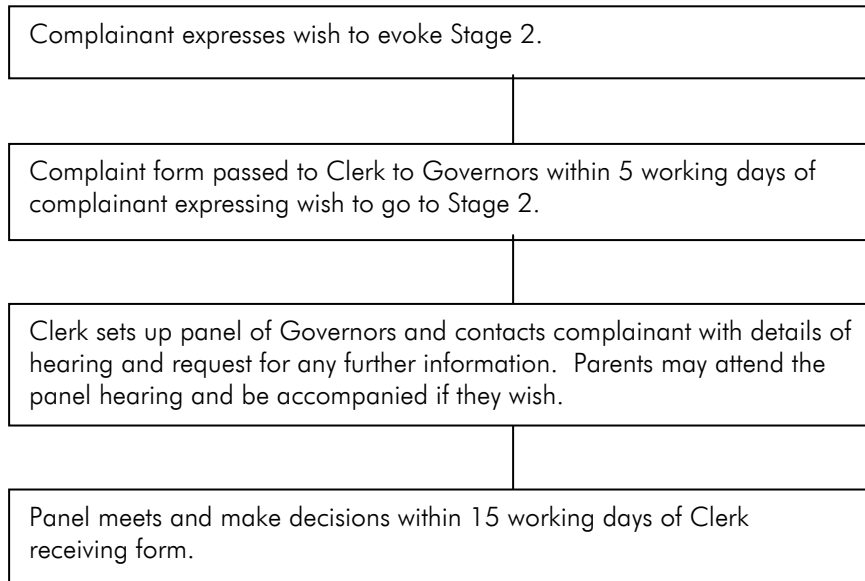 Complainant expresses wish to evoke Stage 2.
Complaint form passed to Clerk to Governors within 5 working days of
complainant expressing wish to go to Stage 2.
Clerk sets up panel of Governors and contacts complainant with details of
hearing and request for any further information.  Parents may attend the
panel hearing and be accompanied if they wish.
Panel meets and make decisions within 15 working days of Clerk
receiving form.